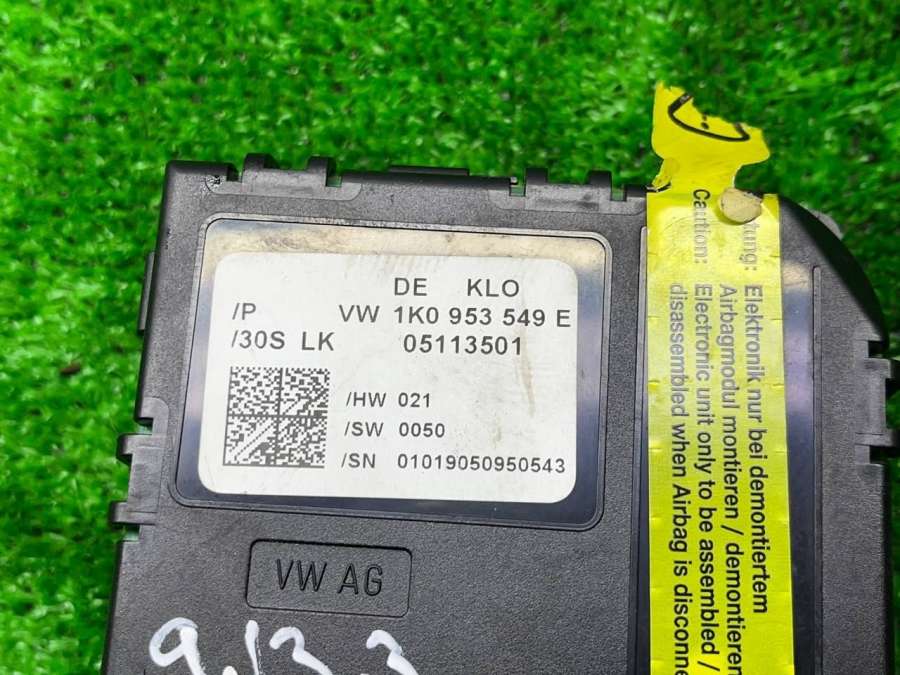 DE KLO
/P VW 1K0 953 549 E
/30S LK 05113501
/HW 021
/SW 0050
/SN 01019050950543
VW AG
Elektronik nur bei demontiertem
Airbagmodul montieren / demontieren
Caution: Electronic unit only to be assembled /
disassembled when Airbag is